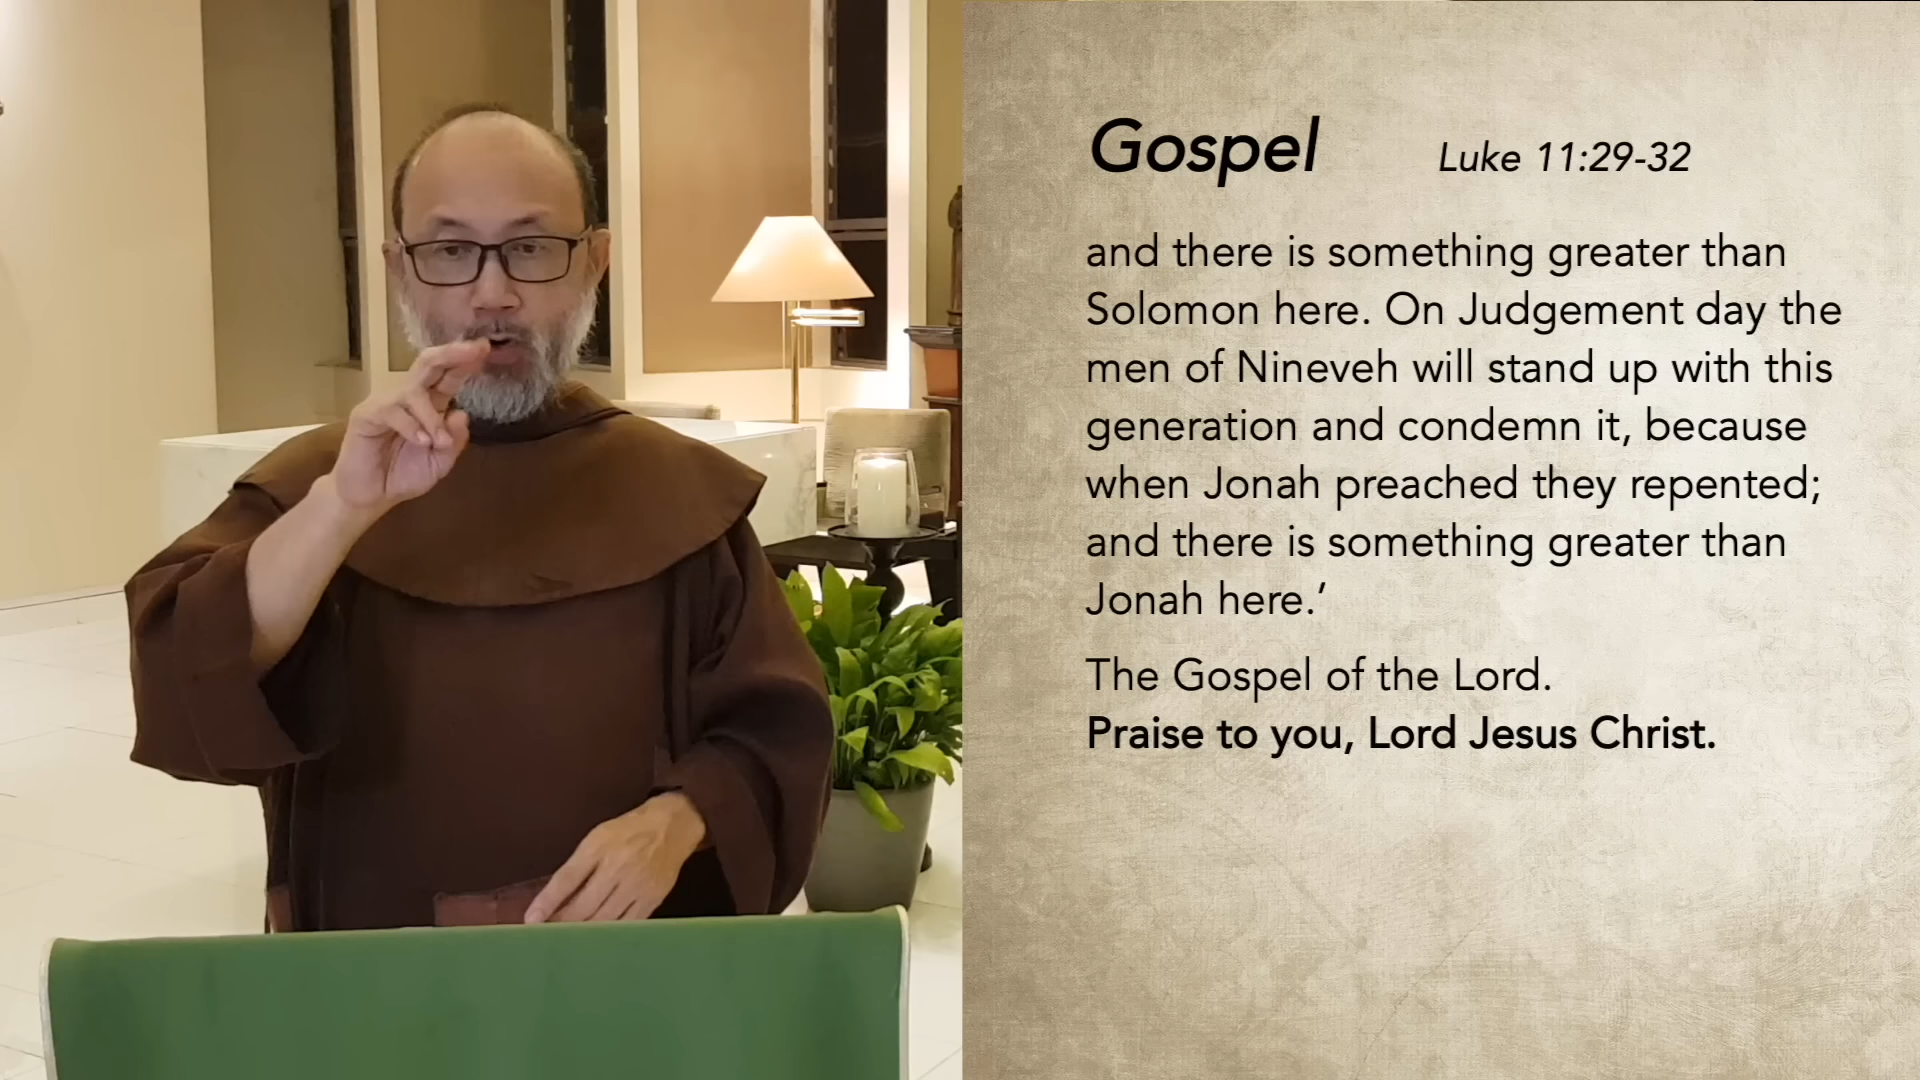 Gospel Luke 11:29-32
and there is something greater than
Solomon here. On Judgement day the
men of Nineveh will stand up with this
generation and condemn it, because
when Jonah preached they repented;
and there is something greater than
Jonah here.’
The Gospel of the Lord.
Praise to you, Lord Jesus Christ.